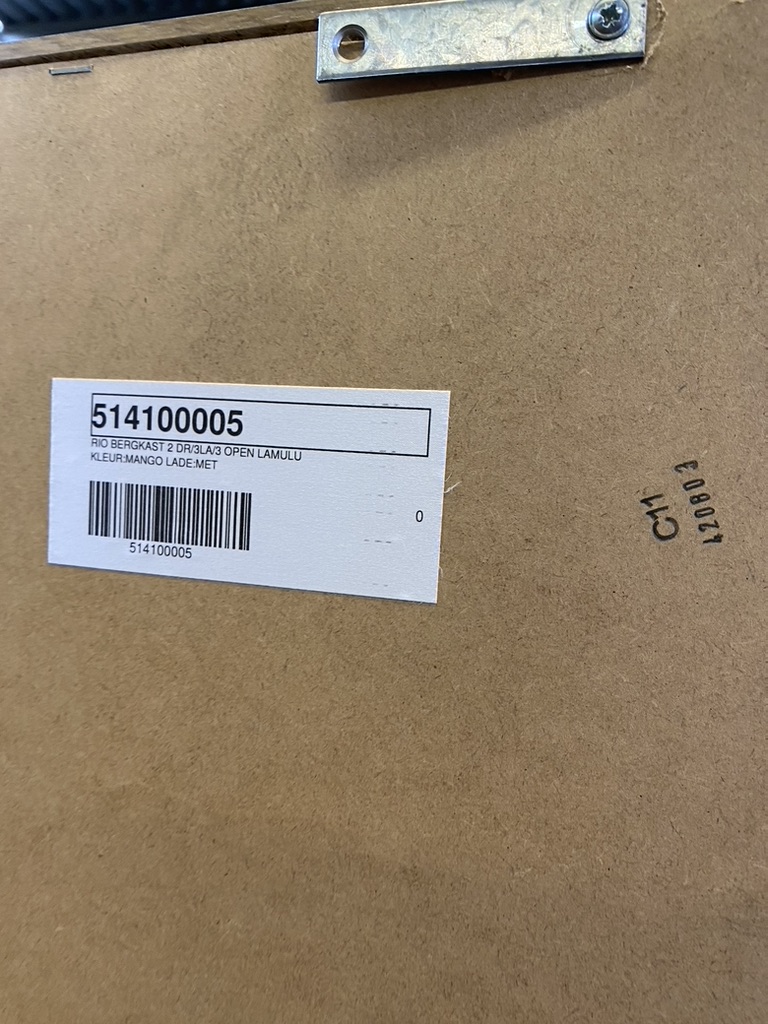 514100005
RIO BERGKAST 2 DR/3LA/3 OPEN LAMULU
KLEUR:MANGO LADE:MET
0
514100005
C11
420803